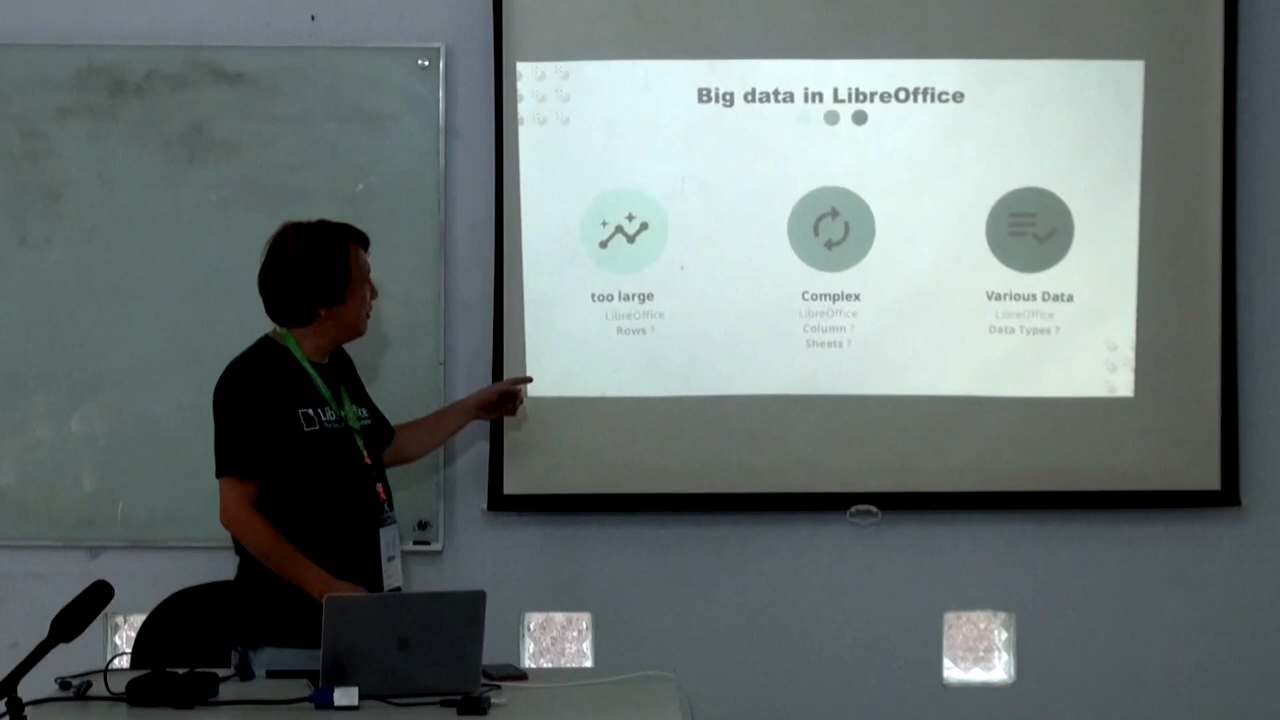 Big data in LibreOffice
too large
LibreOffice
Rows ?
Complex
LibreOffice
Column ?
Sheets ?
Various Data
LibreOffice
Data Types ?